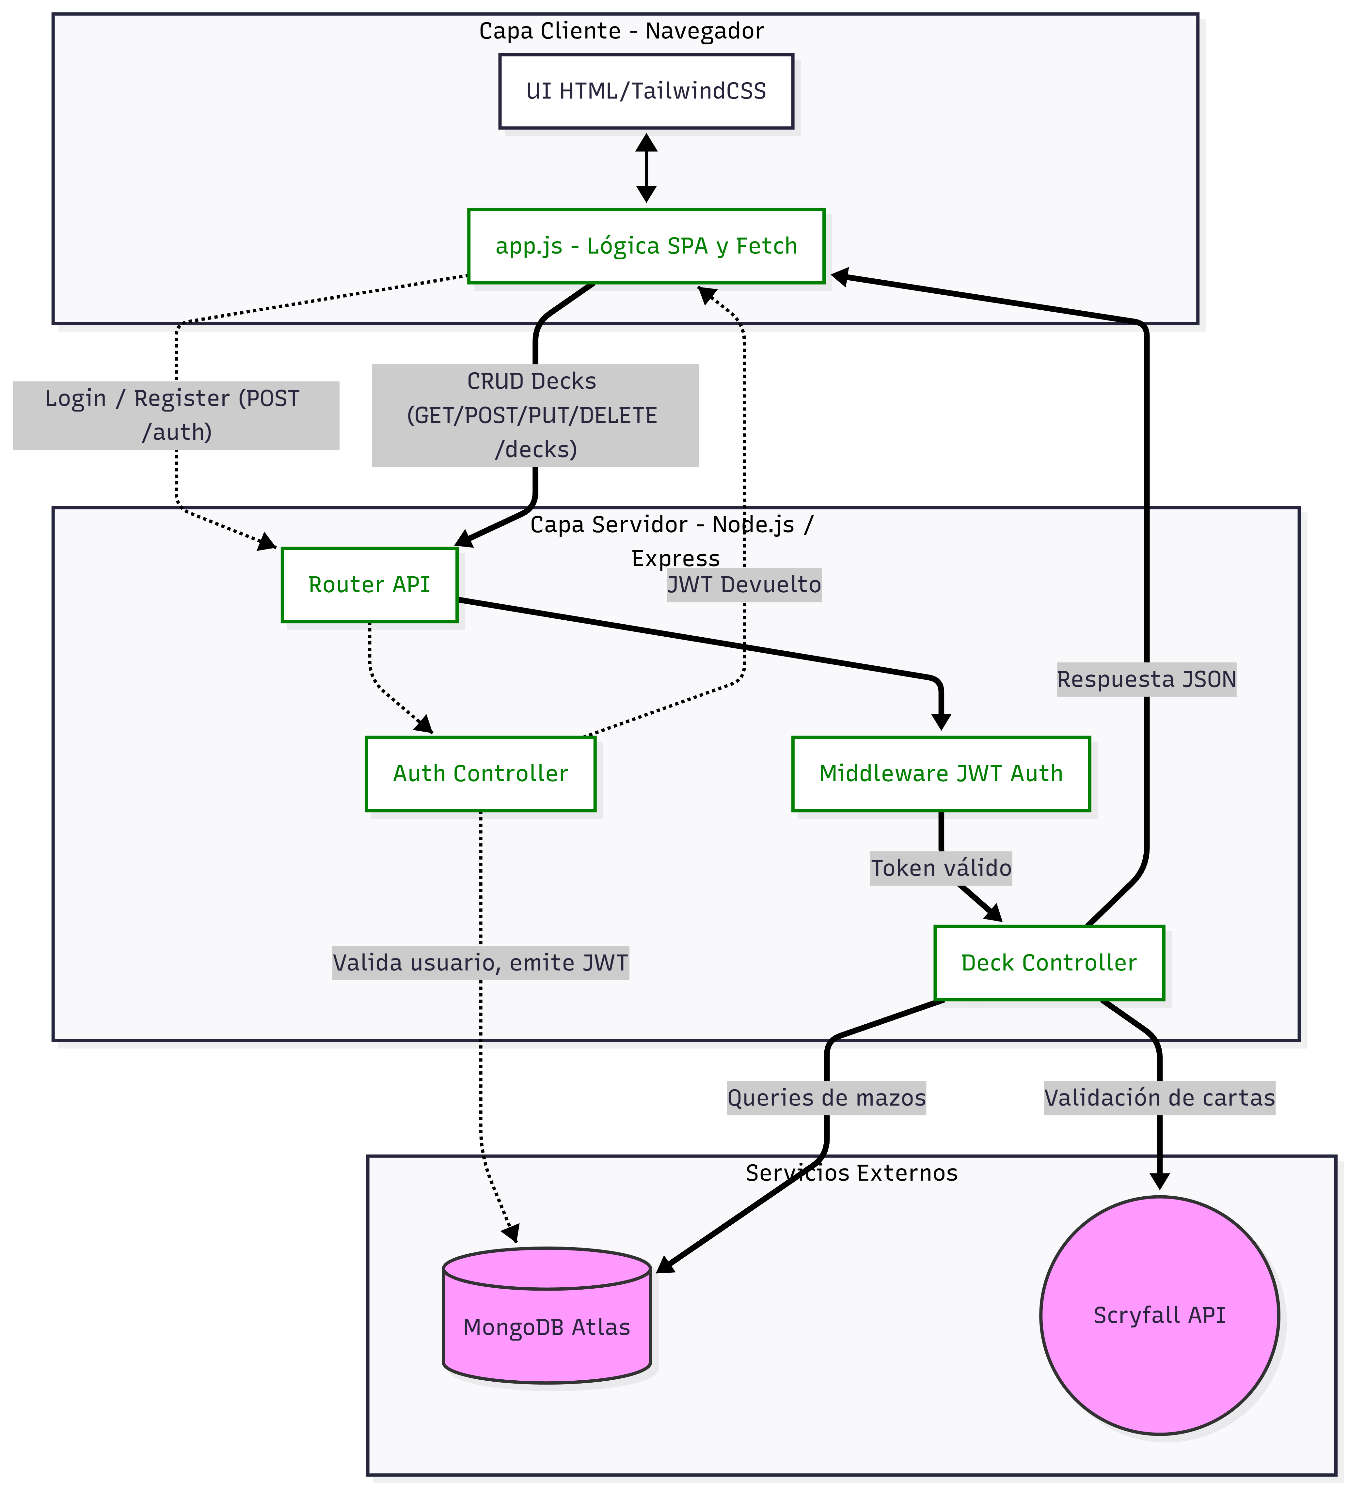 Capa Cliente - Navegador
UI HTML/TailwindCSS
app.js - Lógica SPA y Fetch
Login / Register (POST
/auth)
CRUD Decks
(GET/POST/PUT/DELETE
/decks)
Capa Servidor - Node.js /
Express
Router API
JWT Devuelto
Respuesta JSON
Auth Controller
Middleware JWT Auth
Token válido
Valida usuario, emite JWT
Deck Controller
Queries de mazos
Validación de cartas
Servicios Externos
MongoDB Atlas
Scryfall API